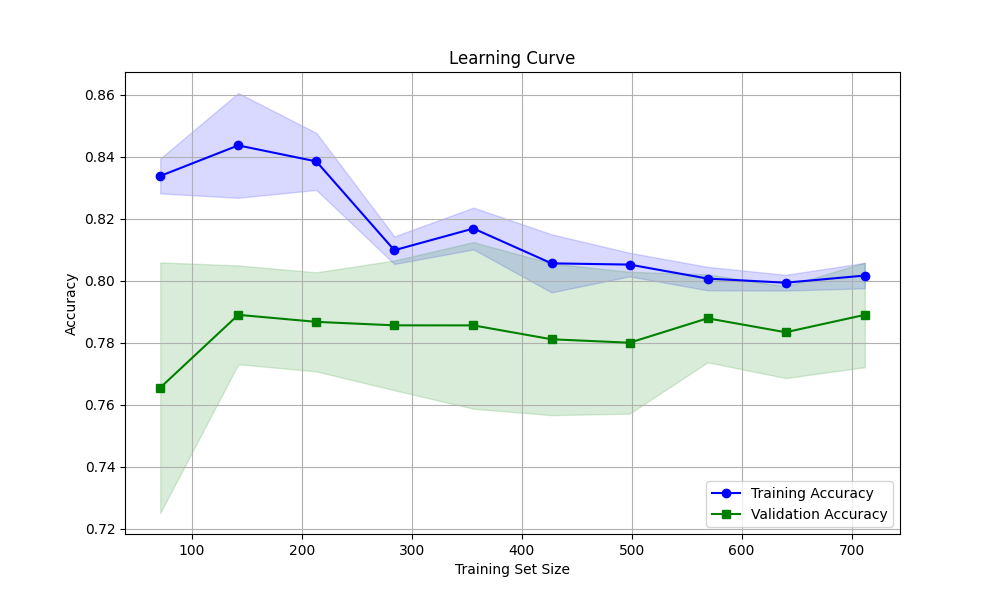 Learning Curve
0.86
0.84
0.82
0.80
0.78
0.76
0.74
0.72
Accuracy
100 200 300 400 500 600 700
Training Set Size
Training Accuracy
Validation Accuracy